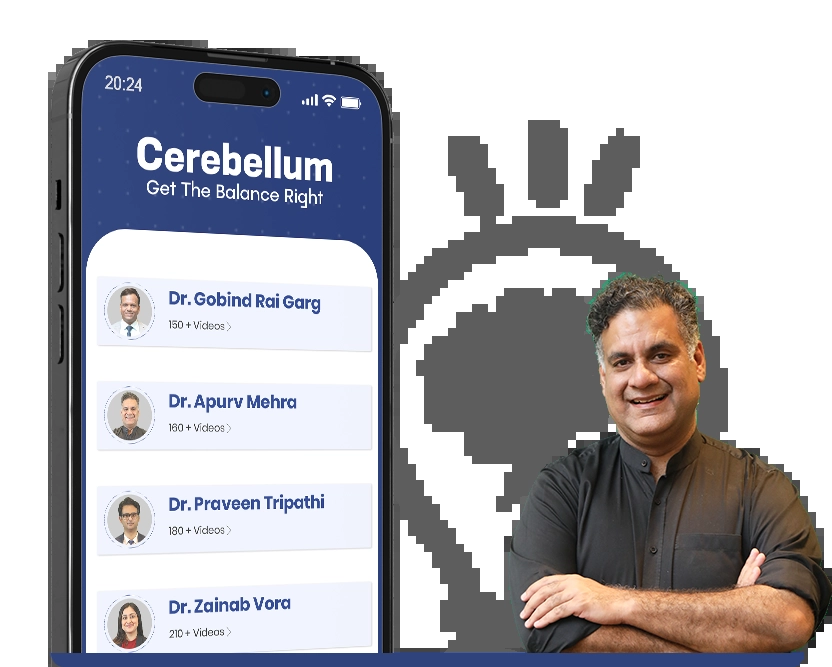 20:24
Cerebellum
Get The Balance Right
Dr. Gobind Rai Garg
150 + Videos
Dr. Apurv Mehra
160 + Videos
Dr. Praveen Tripathi
180 + Videos
Dr. Zainab Vora
210 + Videos